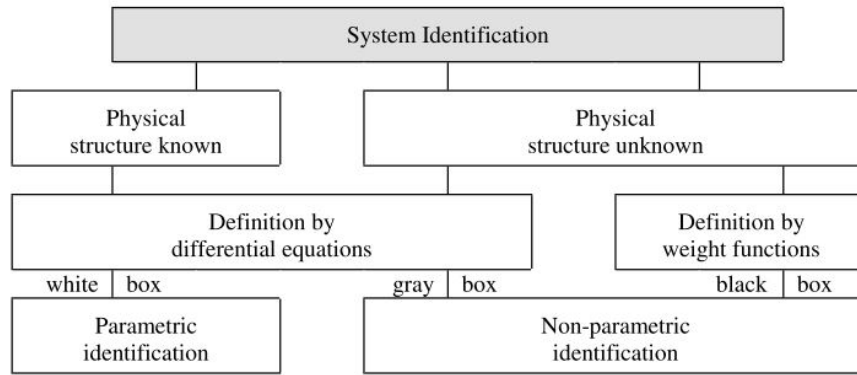 System Identification
Physical
structure known
Physical
structure unknown
Definition by
differential equations
Definition by
weight functions
white box
gray box
black box
Parametric
identification
Non-parametric
identification